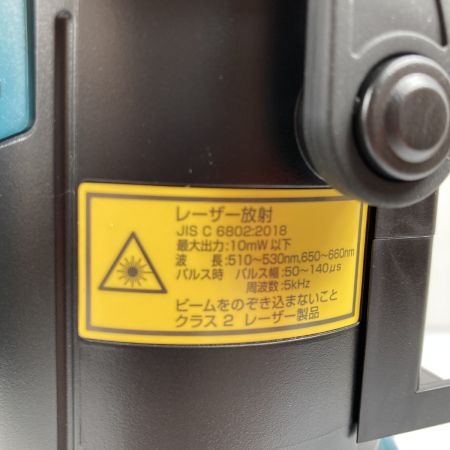 レーザー放射
JIS C 6802:2018
最大出力:10mW以下
波　長:510~530nm,650~660nm
パルス時　パルス幅:50~140μs
周波数:5kHz
ビームをのぞき込まないこと
クラス 2　レーザー製品